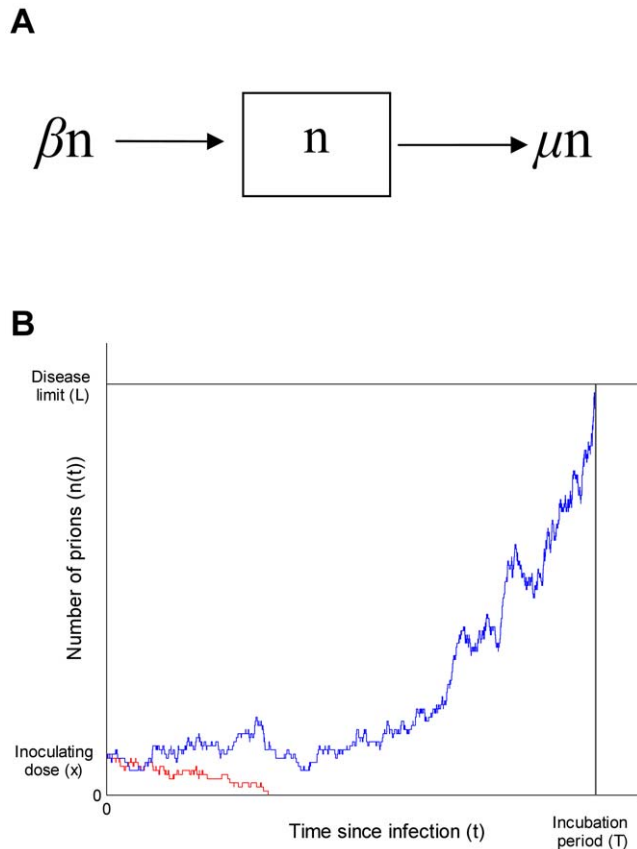 A
βn
n
μn
B
Disease
limit (L)
Number of prions (n(t))
Inoculating
dose (x)
0
0
Time since infection (t)
Incubation
period (T)